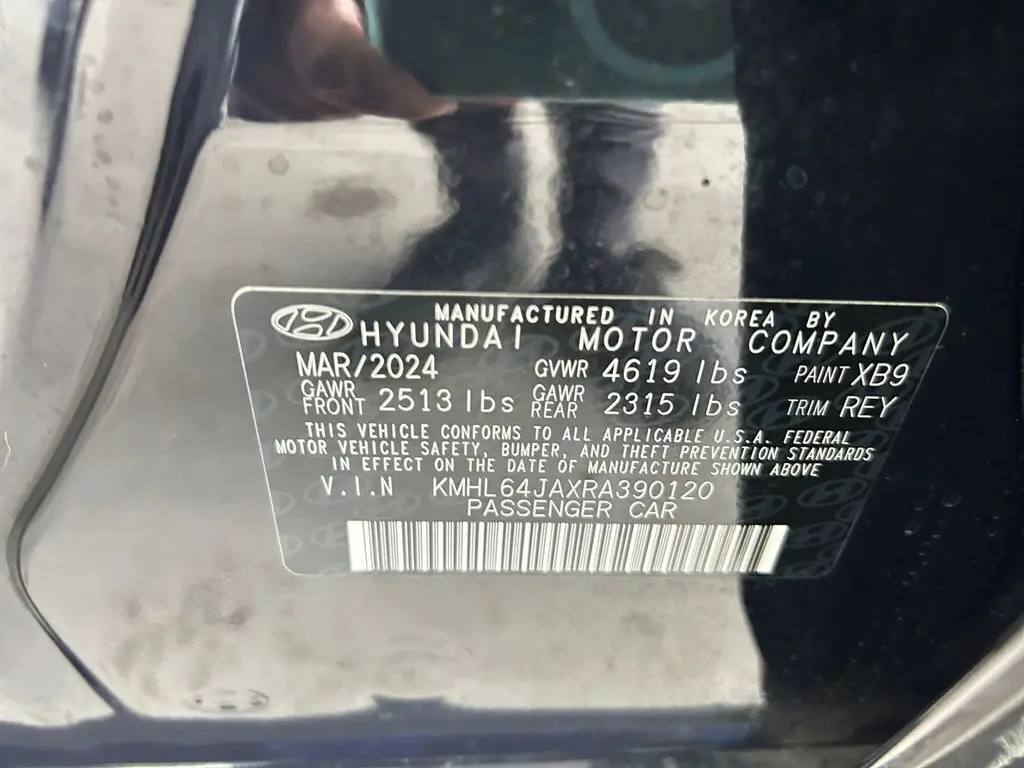 MANUFACTURED IN KOREA BY
HYUNDAI MOTOR COMPANY
MAR/2024 GVWR 4619 lbs PAINT XB9
GAWR FRONT 2513 lbs GAWR REAR 2315 lbs TRIM REY
THIS VEHICLE CONFORMS TO ALL APPLICABLE U.S.A. FEDERAL
MOTOR VEHICLE SAFETY, BUMPER, AND THEFT PREVENTION STANDARDS
IN EFFECT ON THE DATE OF MANUFACTURE SHOWN ABOVE
V.I.N KMHL64JAXRA390120
PASSENGER CAR